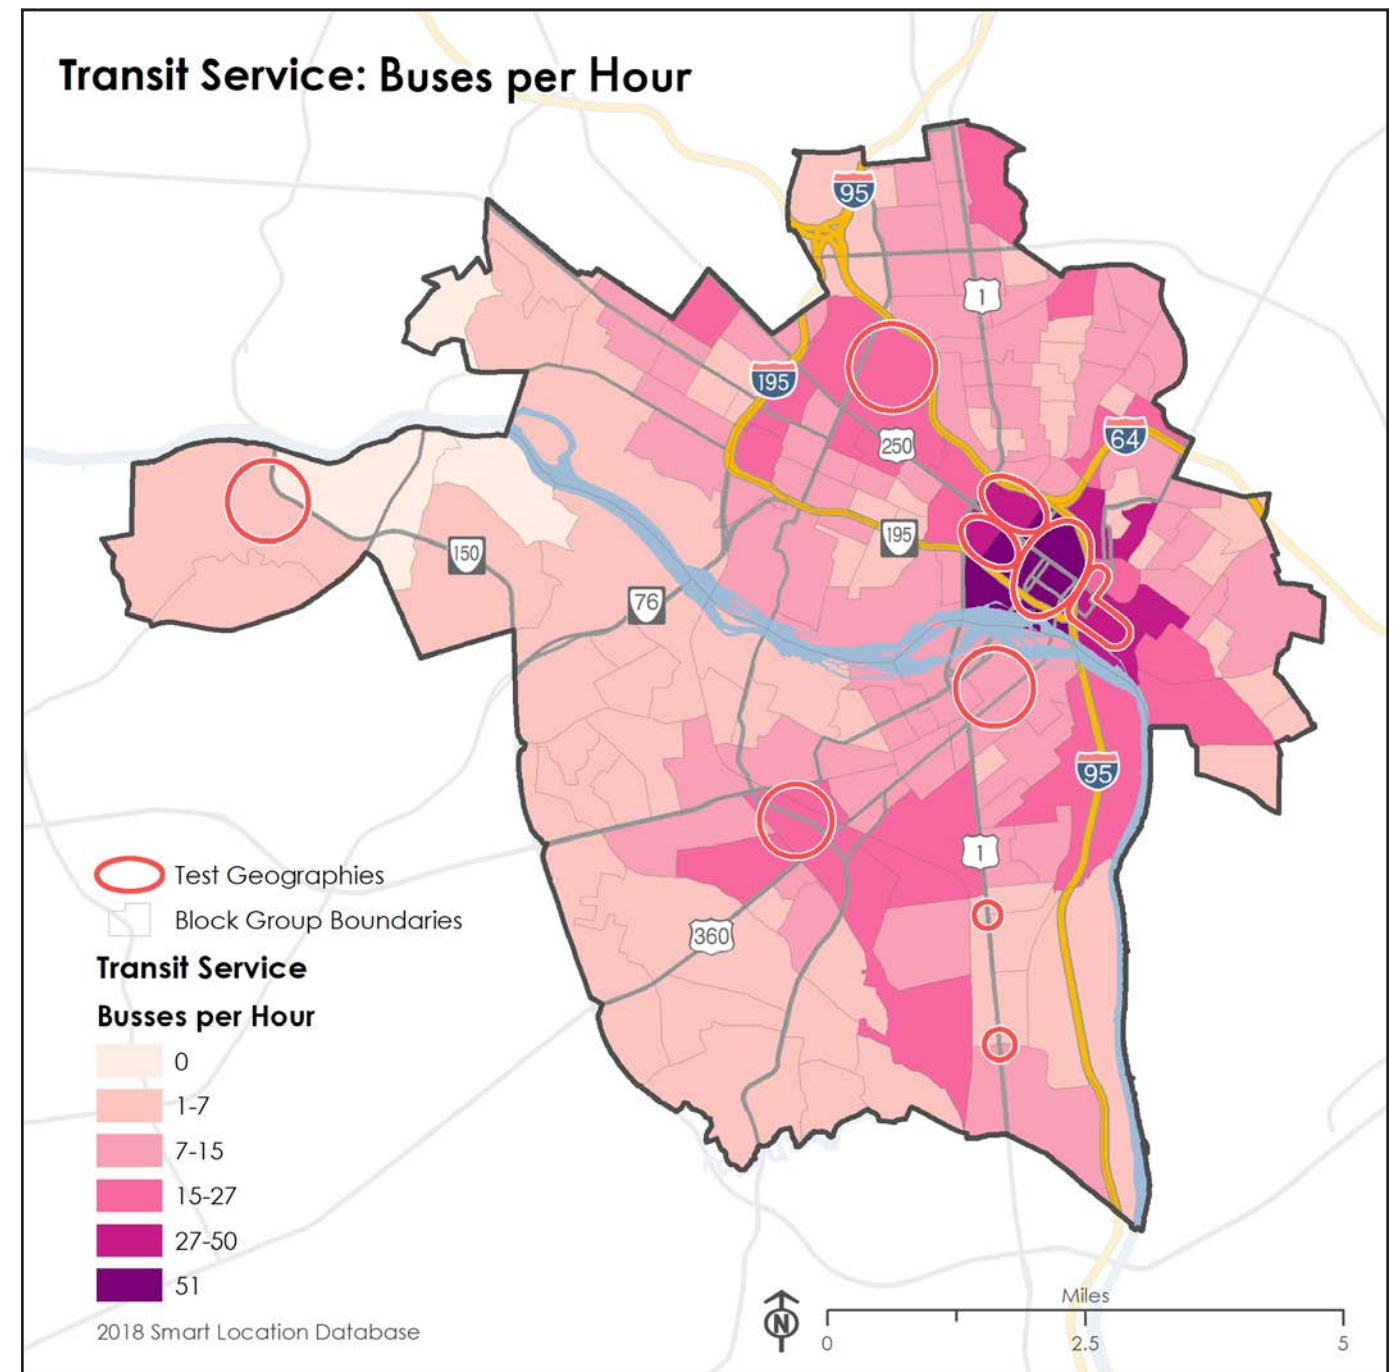 Transit Service: Buses per Hour
95
1
195
250
64
195
150
76
95
1
360
Test Geographies
Block Group Boundaries
Transit Service
Busses per Hour
0
1-7
7-15
15-27
27-50
51
2018 Smart Location Database
N
Miles
0
2.5
5